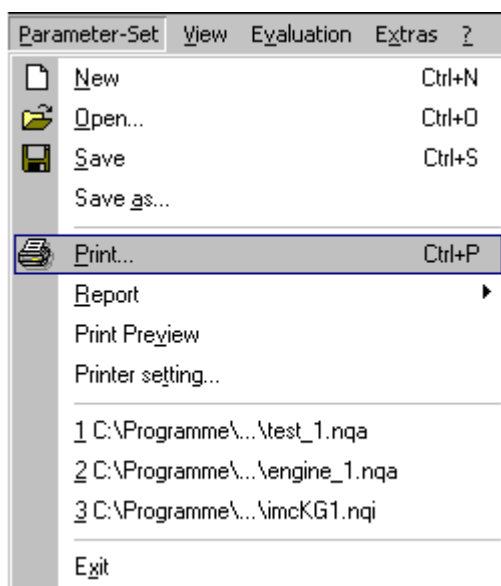 Parameter-Set View Evaluation Extras ?
New Ctrl+N
Open... Ctrl+O
Save Ctrl+S
Save as...
Print... Ctrl+P
Report
Print Preview
Printer setting...
1 C:\Programme\...\test_1.nqa
2 C:\Programme\...\engine_1.nqa
3 C:\Programme\...\imcKG1.nqi
Exit